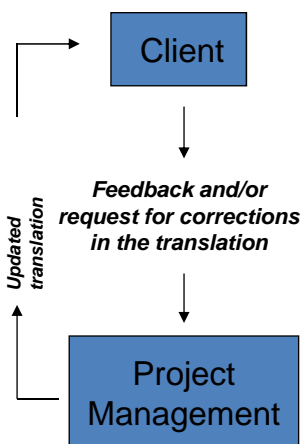 Client
Feedback and/or
request for corrections
in the translation
Updated
translation
Project
Management